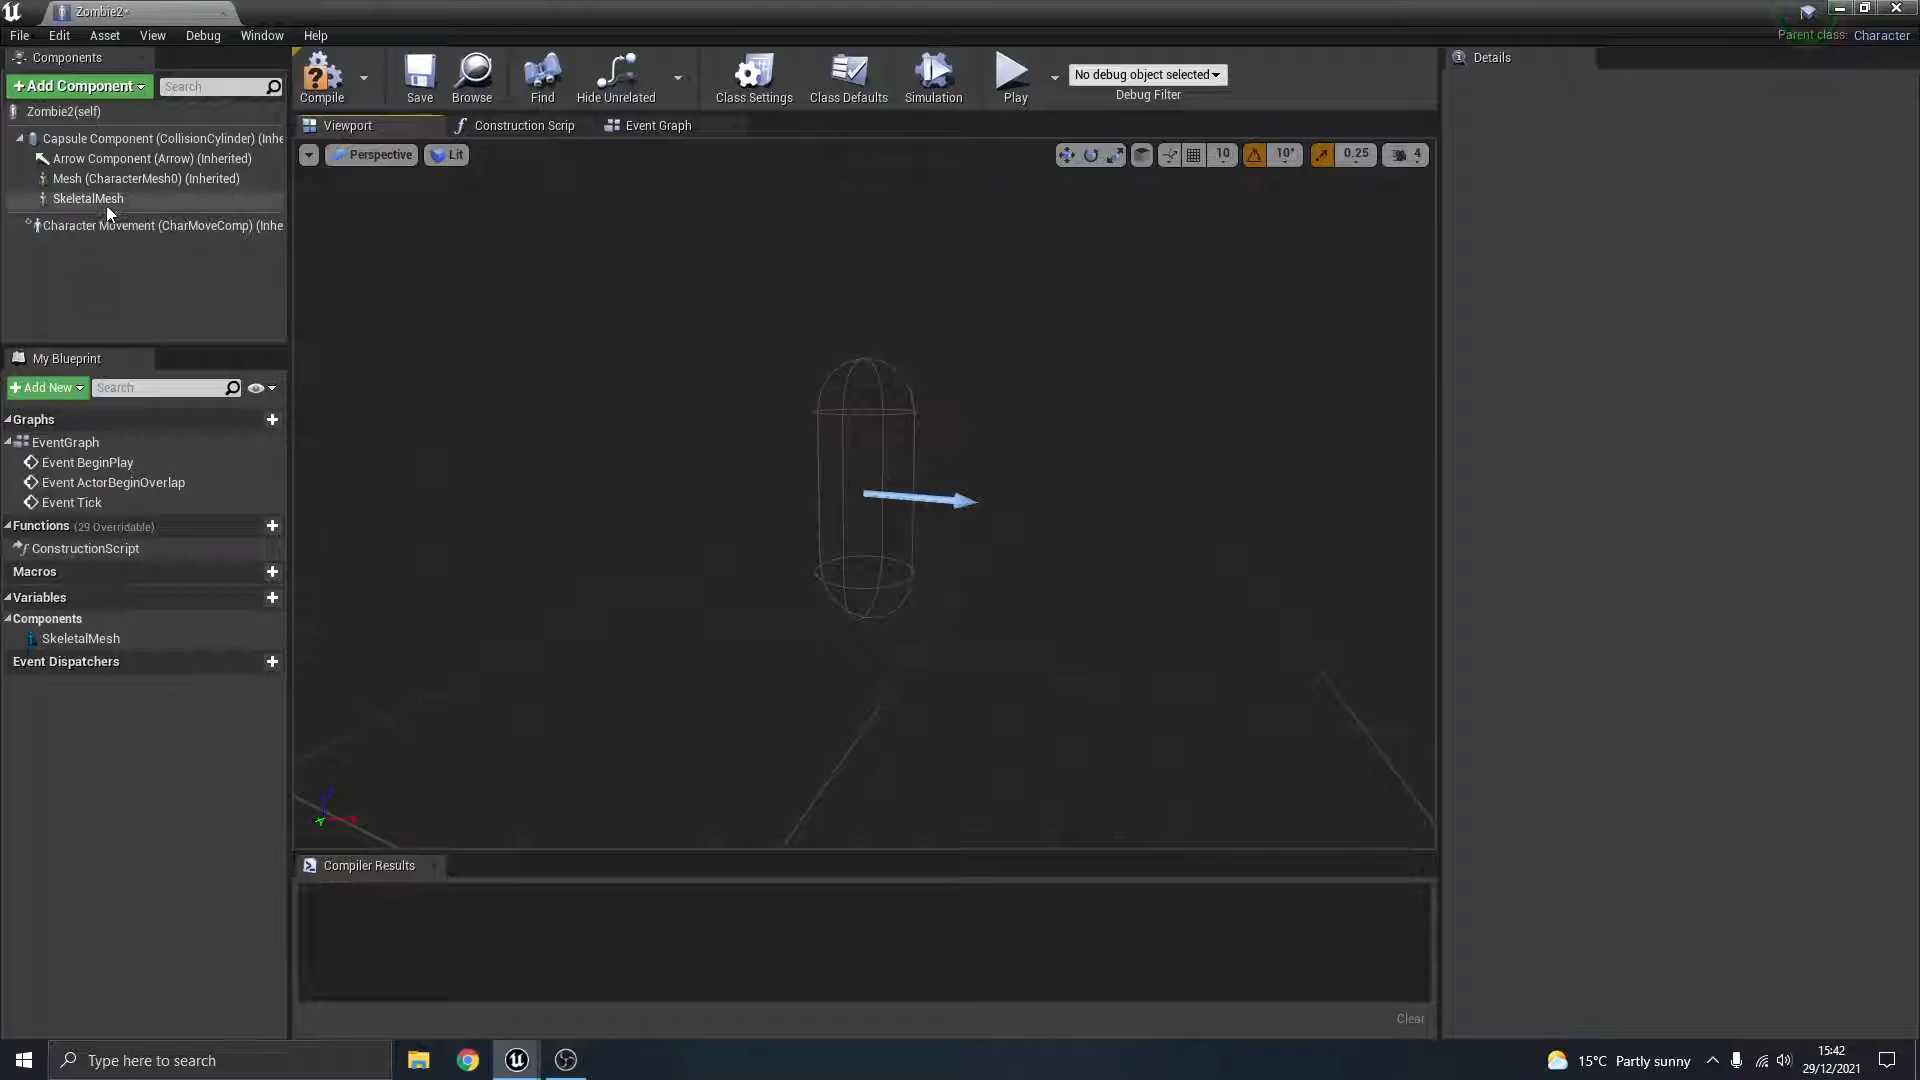 Zombie2*
File Edit Asset View Debug Window Help
Parent class: Character
Components
+ Add Component
Search
Zombie2(self)
Capsule Component (CollisionCylinder) (Inhe
Arrow Component (Arrow) (Inherited)
Mesh (CharacterMesh0) (Inherited)
SkeletalMesh
Character Movement (CharMoveComp) (Inhe
My Blueprint
+ Add New
Search
Graphs
EventGraph
Event BeginPlay
Event ActorBeginOverlap
Event Tick
Functions (29 Overridable)
ConstructionScript
Macros
Variables
Components
SkeletalMesh
Event Dispatchers
Compile Save Browse Find Hide Unrelated Class Settings Class Defaults Simulation Play
No debug object selected
Debug Filter
Viewport Construction Scrip Event Graph
Perspective Lit
10 10° 0.25 4
Compiler Results
Clear
Details
Type here to search
15°C Partly sunny
15:42
29/12/2021